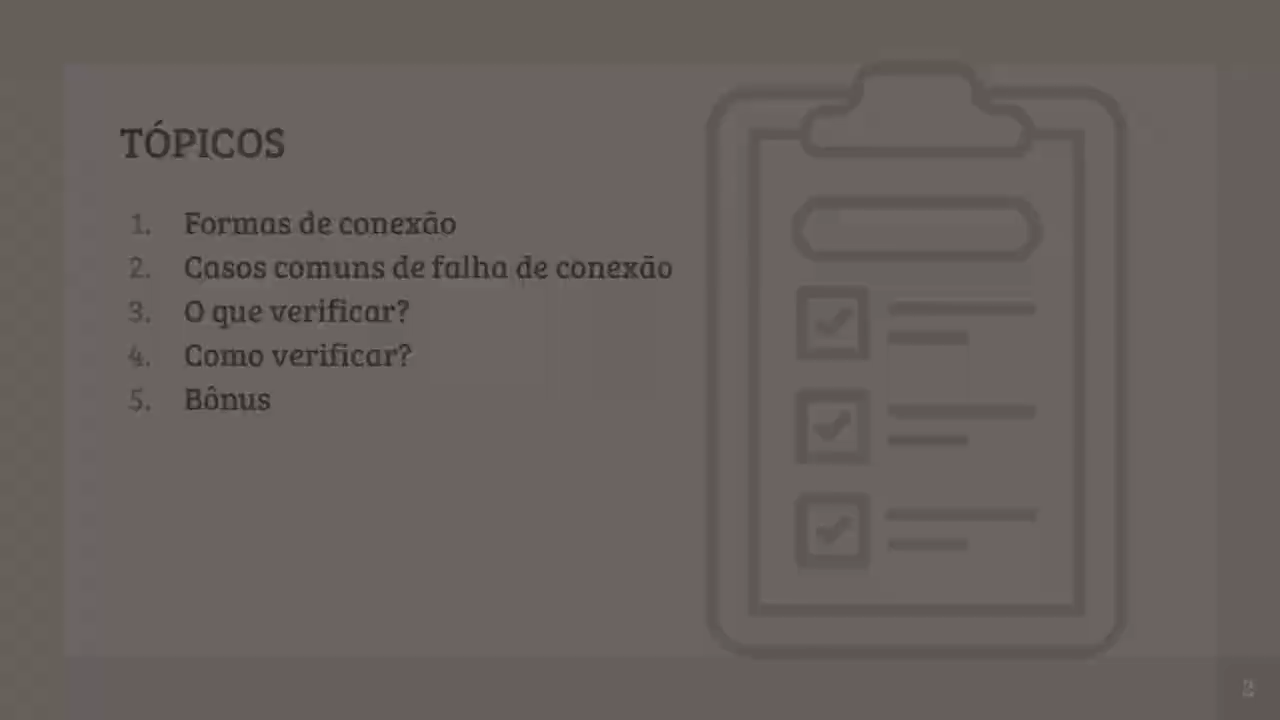 TÓPICOS
1. Formas de conexão
2. Casos comuns de falha de conexão
3. O que verificar?
4. Como verificar?
5. Bônus
2